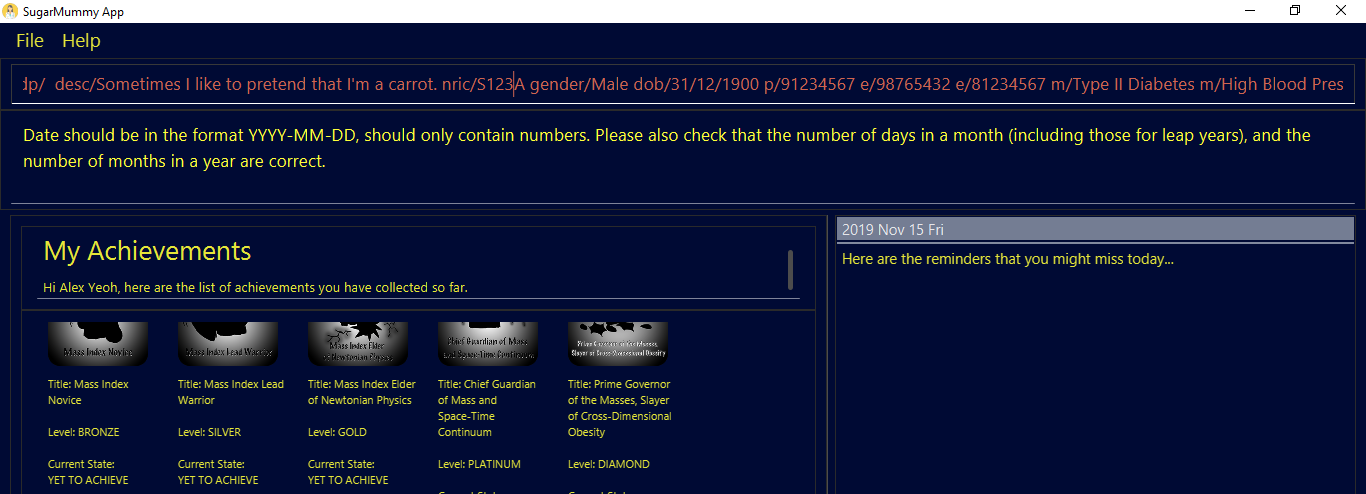 SugarMummy App
File Help
dp/ desc/Sometimes I like to pretend that I'm a carrot. nric/S123A gender/Male dob/31/12/1900 p/91234567 e/98765432 e/81234567 m/Type II Diabetes m/High Blood Pres
Date should be in the format YYYY-MM-DD, should only contain numbers. Please also check that the number of days in a month (including those for leap years), and the
number of months in a year are correct.
My Achievements
Hi Alex Yeoh, here are the list of achievements you have collected so far.
Mass Index Novice
Title: Mass Index
Novice
Level: BRONZE
Current State:
YET TO ACHIEVE
Mass Index Lead Warrior
Title: Mass Index Lead
Warrior
Level: SILVER
Current State:
YET TO ACHIEVE
Mass Index Elder
of Newtonian Physics
Title: Mass Index Elder
of Newtonian Physics
Level: GOLD
Current State:
YET TO ACHIEVE
Chief Guardian of Mass
and Space-Time Continuum
Title: Chief Guardian
of Mass and
Space-Time
Continuum
Level: PLATINUM
Prime Governor of the Masses,
Slayer of Cross-Dimensional Obesity
Title: Prime Governor
of the Masses, Slayer
of Cross-Dimensional
Obesity
Level: DIAMOND
2019 Nov 15 Fri
Here are the reminders that you might miss today...